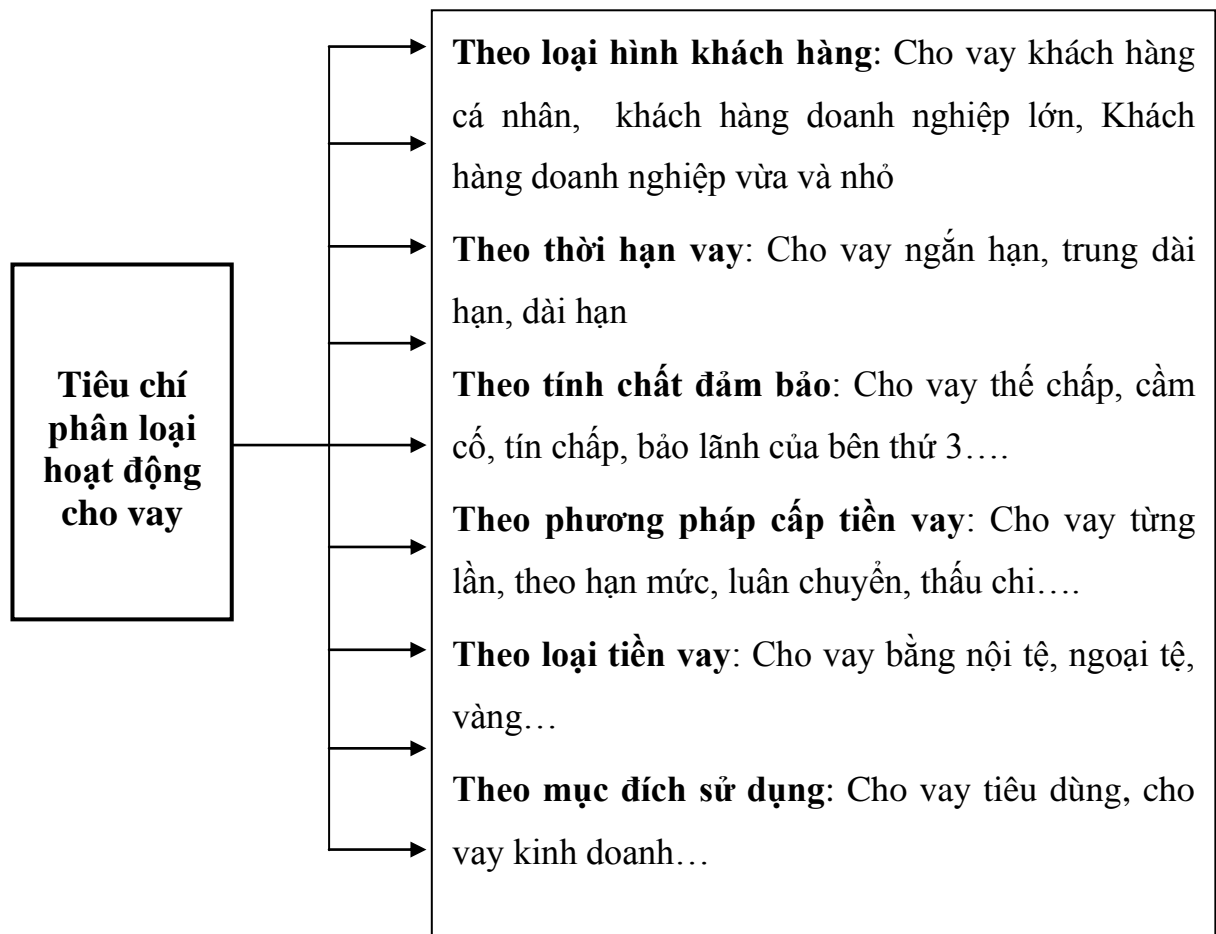 Tiêu chí
phân loại
hoạt động
cho vay
Theo loại hình khách hàng: Cho vay khách hàng
cá nhân, khách hàng doanh nghiệp lớn, Khách
hàng doanh nghiệp vừa và nhỏ
Theo thời hạn vay: Cho vay ngắn hạn, trung dài
hạn, dài hạn
Theo tính chất đảm bảo: Cho vay thế chấp, cầm
cố, tín chấp, bảo lãnh của bên thứ 3….
Theo phương pháp cấp tiền vay: Cho vay từng
lần, theo hạn mức, luân chuyển, thấu chi….
Theo loại tiền vay: Cho vay bằng nội tệ, ngoại tệ,
vàng…
Theo mục đích sử dụng: Cho vay tiêu dùng, cho
vay kinh doanh…